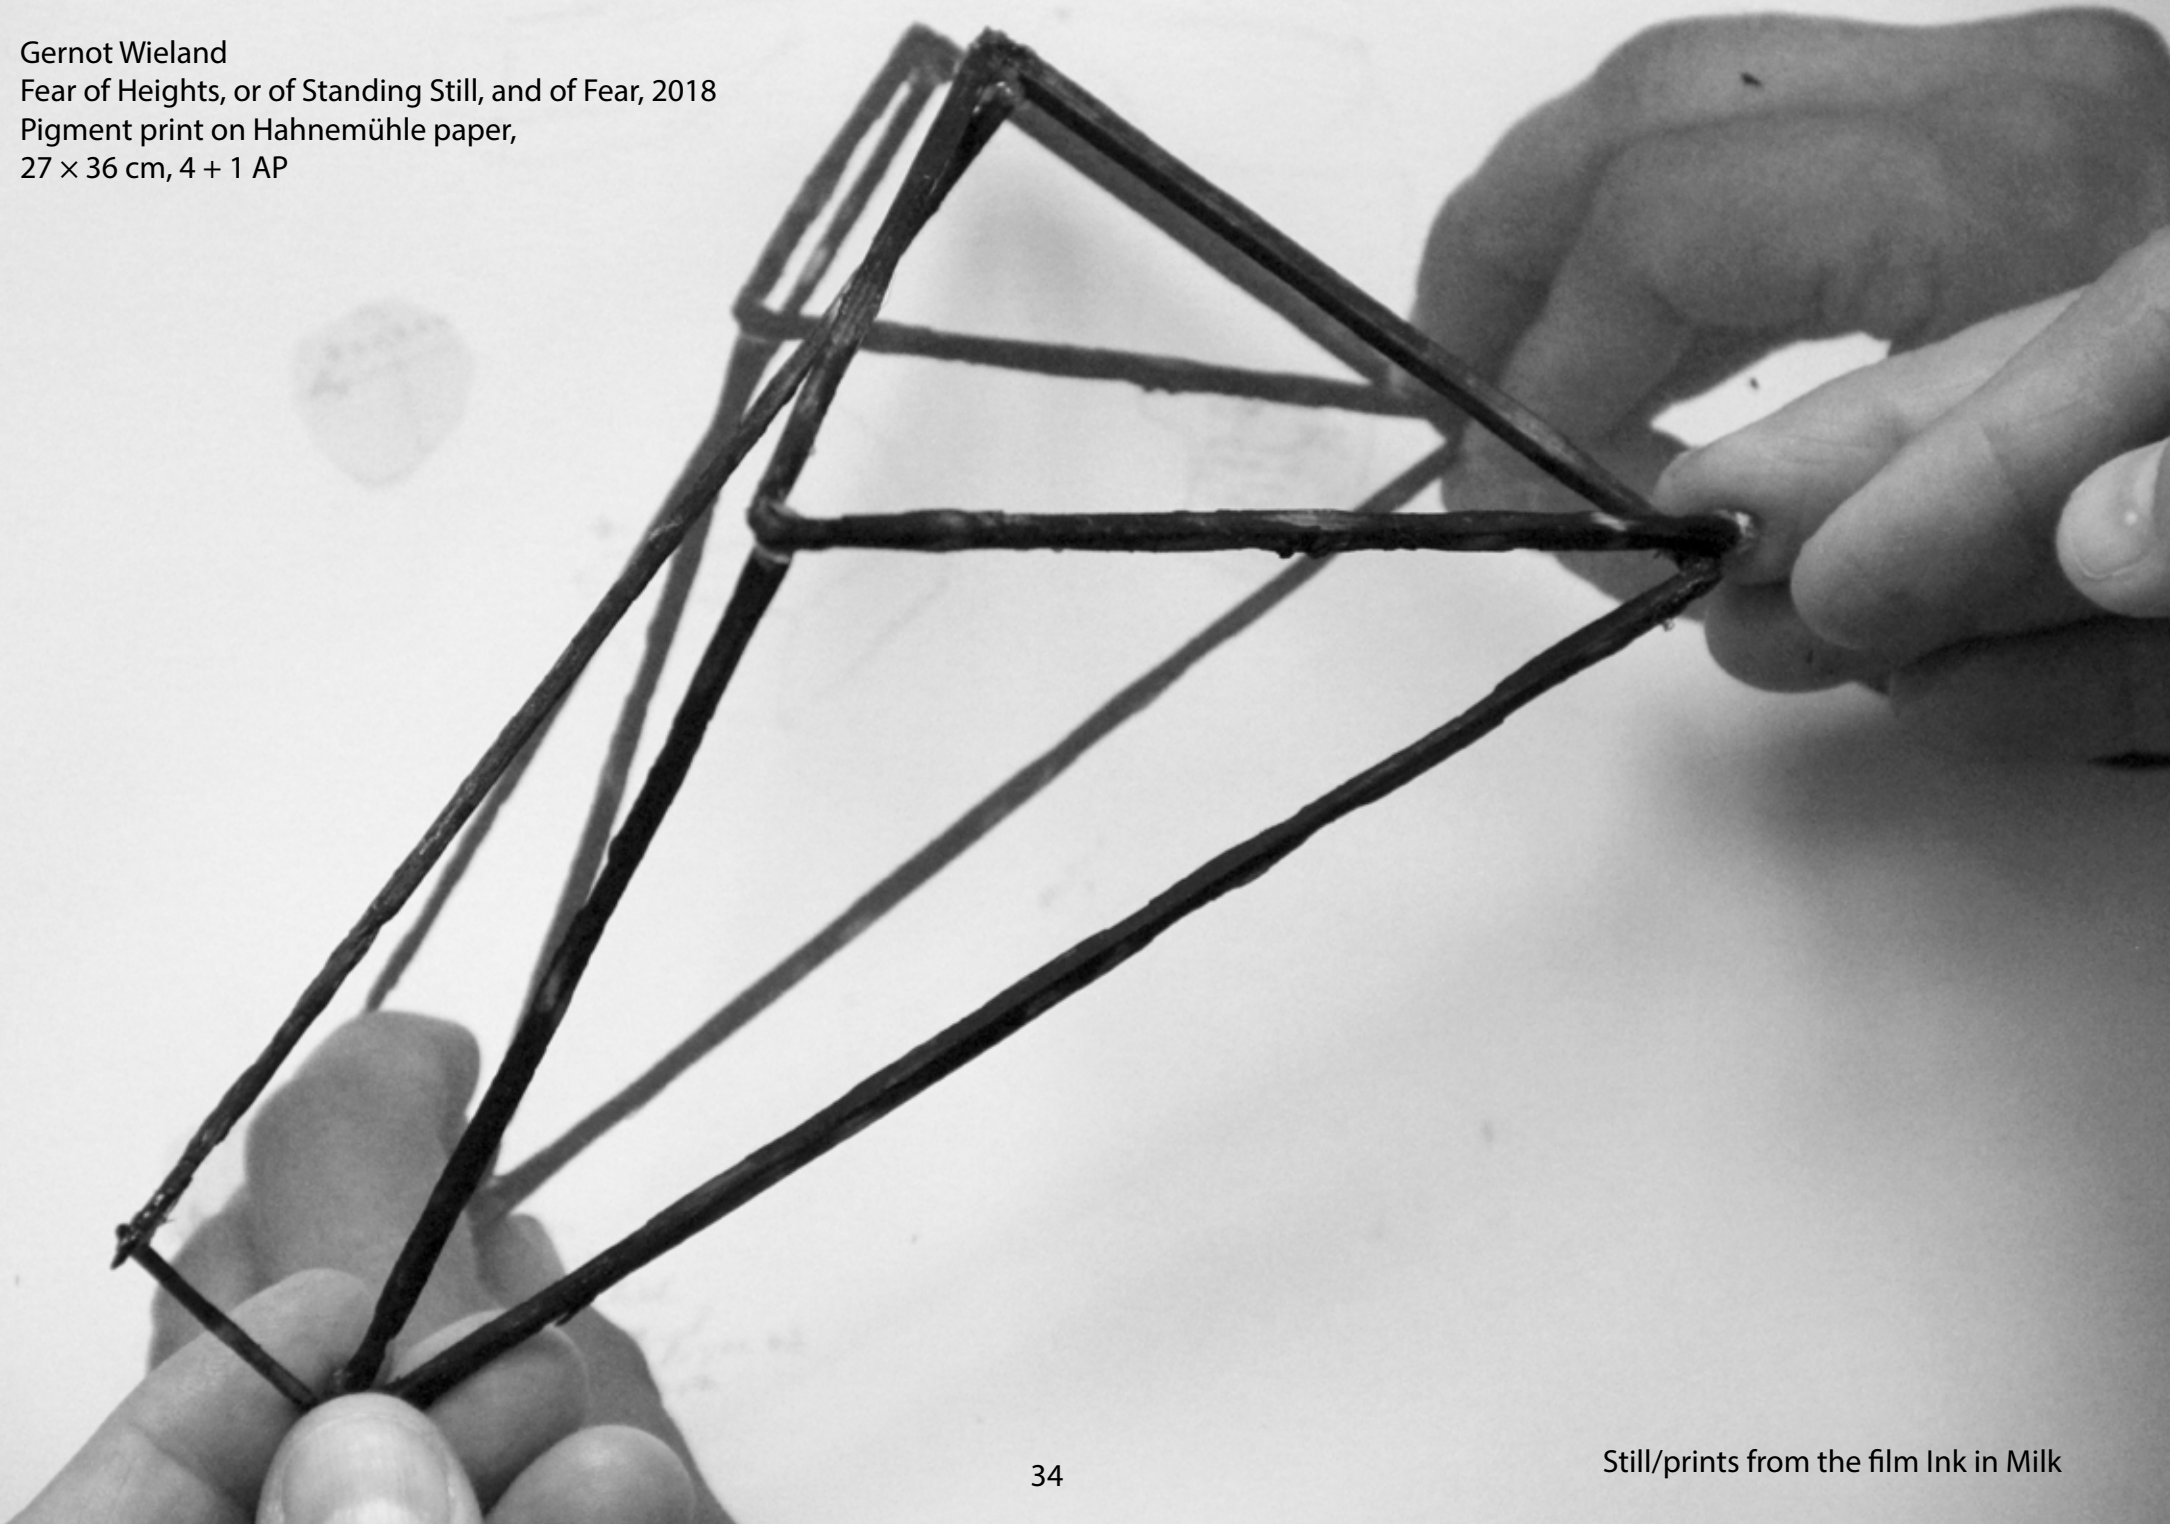 Gernot Wieland
Fear of Heights, or of Standing Still, and of Fear, 2018
Pigment print on Hahnemühle paper,
27 × 36 cm, 4 + 1 AP
34
Still/prints from the film Ink in Milk